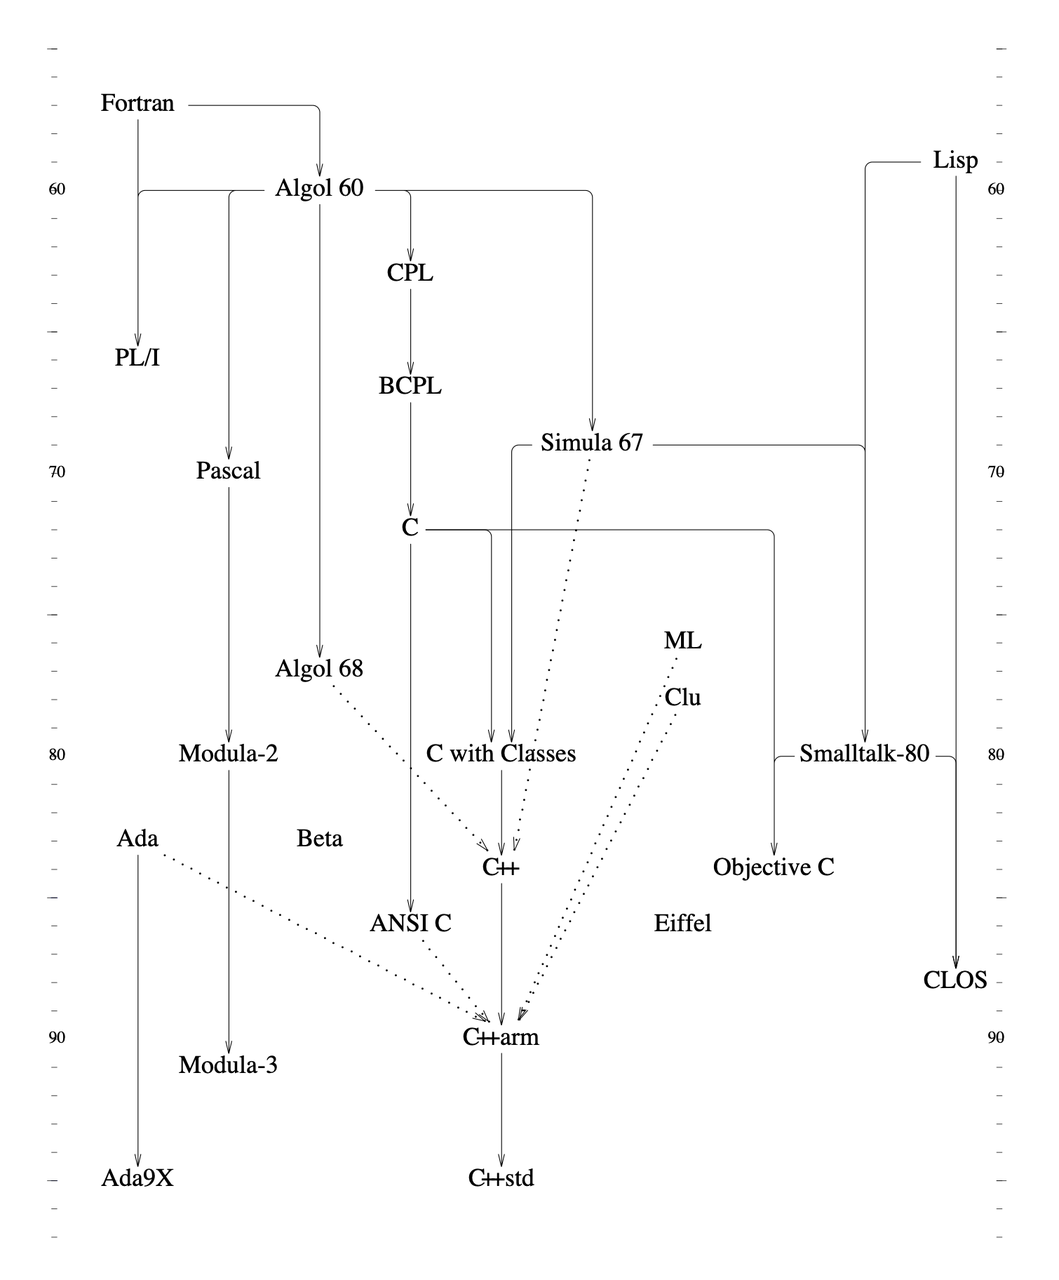 Fortran
Lisp
60 Algol 60 60
CPL
PL/I
BCPL
Simula 67
70 Pascal 70
C
ML
Algol 68
Clu
80 Modula-2 C with Classes Smalltalk-80 80
Ada Beta
C++ Objective C
ANSI C Eiffel
CLOS
90 C++arm 90
Modula-3
Ada9X C++std